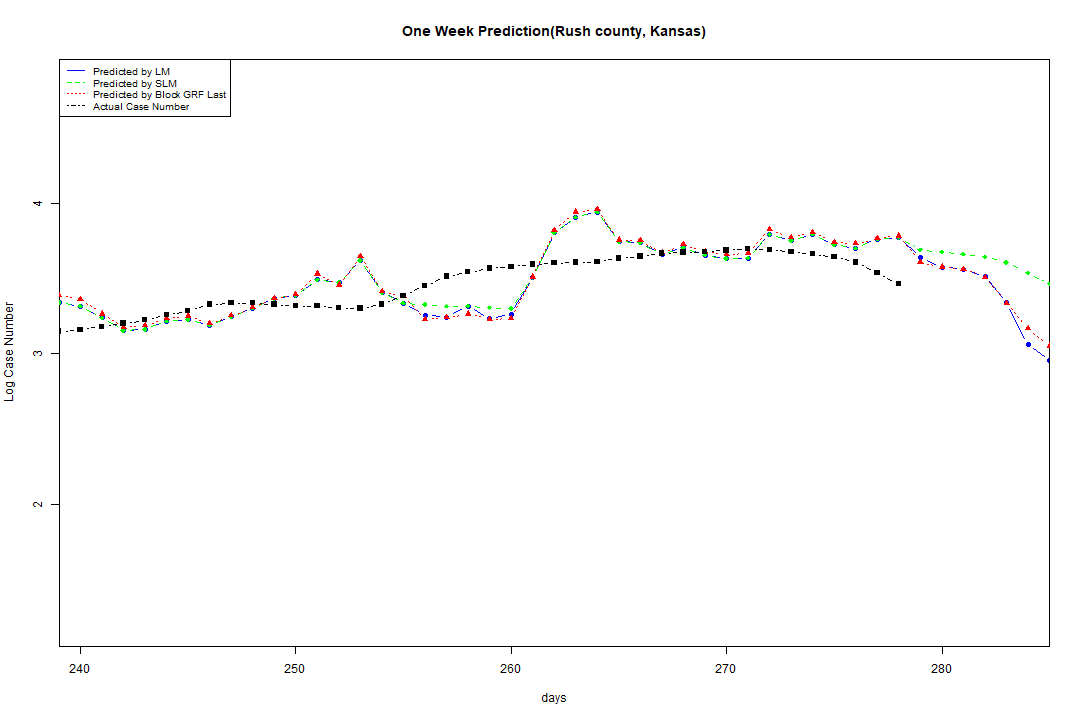 One Week Prediction(Rush county, Kansas)
Predicted by LM
Predicted by SLM
Predicted by Block GRF Last
Actual Case Number
4
3
2
Log Case Number
240 250 260 270 280
days